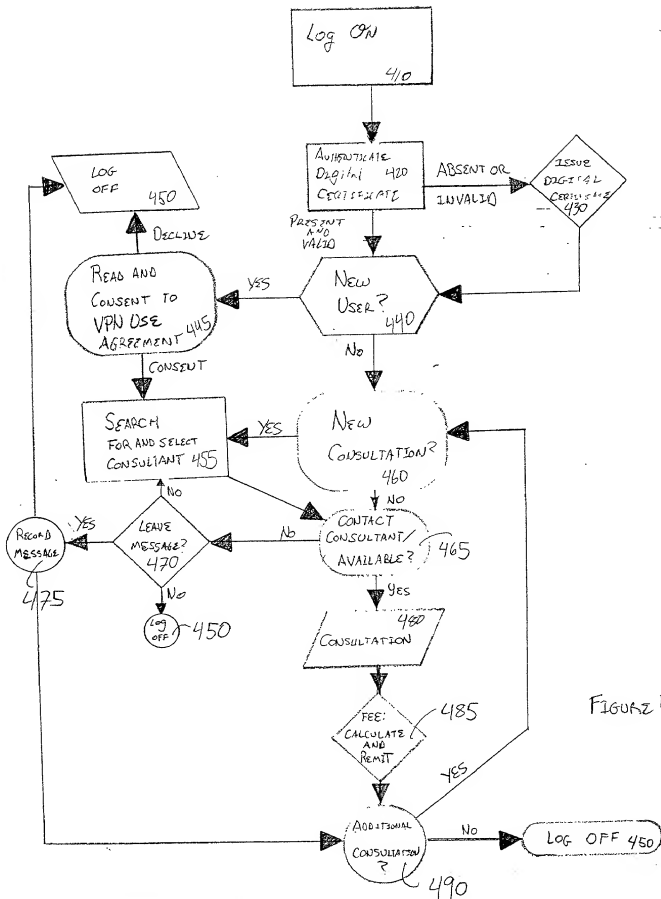 Log ON
410
AUTHENTICATE
Digital 420
CERTIFICATE
ABSENT OR
INVALID
ISSUE
DIGITAL
CERTIFICATE
430
LOG
OFF
450
DECLINE
PRESENT
AND
VALID
READ AND
CONSENT TO
VPN USE
AGREEMENT 445
YES
NEW
USER?
440
CONSENT
NO
SEARCH
FOR AND SELECT
CONSULTANT 455
YES
NEW
CONSULTATION?
460
NO
NO
CONTACT
CONSULTANT/
AVAILABLE?
465
NO
LEAVE
MESSAGE?
470
YES
RECORD
MESSAGE
475
NO
LOG
OFF
450
YES
480
CONSULTATION
FEE:
CALCULATE
AND
REMIT
485
FIGURE
YES
ADDITIONAL
CONSULTATION
?
490
NO
LOG OFF 450